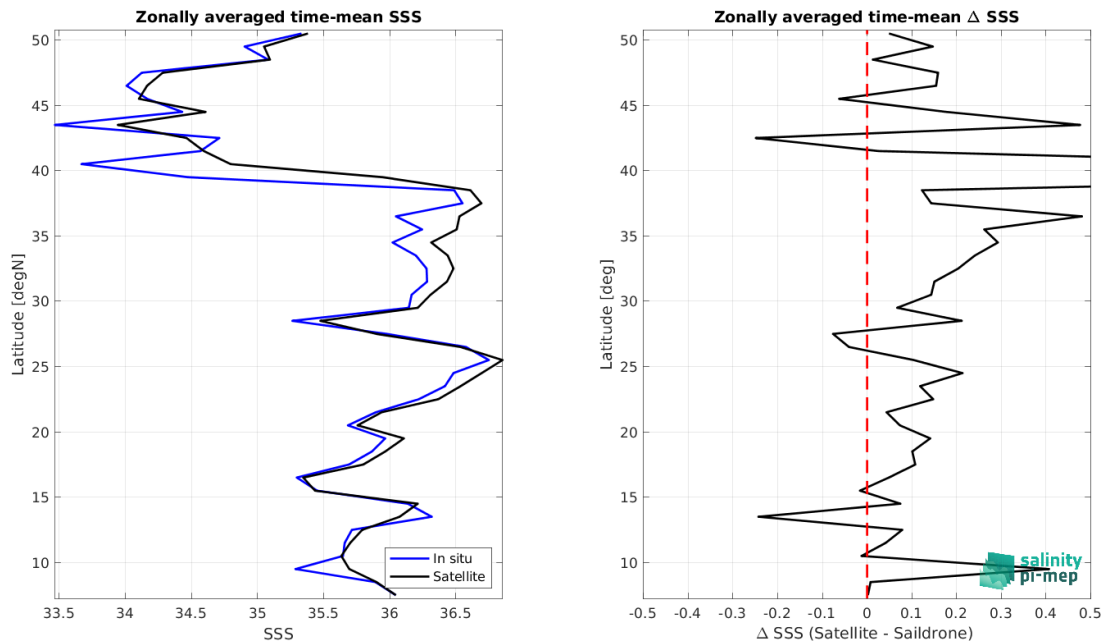 Zonally averaged time-mean SSS
50
45
40
35
30
25
20
15
10
Latitude [degN]
33.5 34 34.5 35 35.5 36 36.5
SSS
In situ
Satellite
Zonally averaged time-mean Δ SSS
50
45
40
35
30
25
20
15
10
Latitude [deg]
-0.5 -0.4 -0.3 -0.2 -0.1 0 0.1 0.2 0.3 0.4 0.5
Δ SSS (Satellite - Saildrone)
salinity
pi-mep